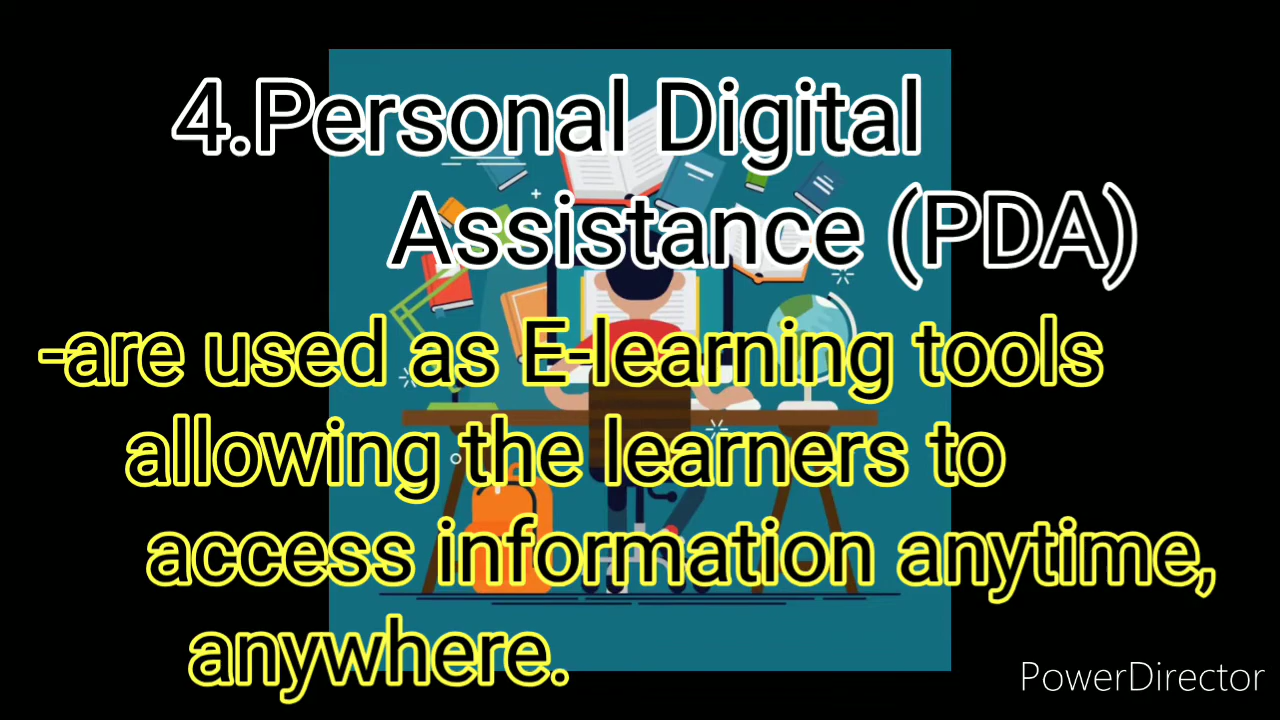 4.Personal Digital
Assistance (PDA)
-are used as E-learning tools
allowing the learners to
access information anytime,
anywhere.
PowerDirector